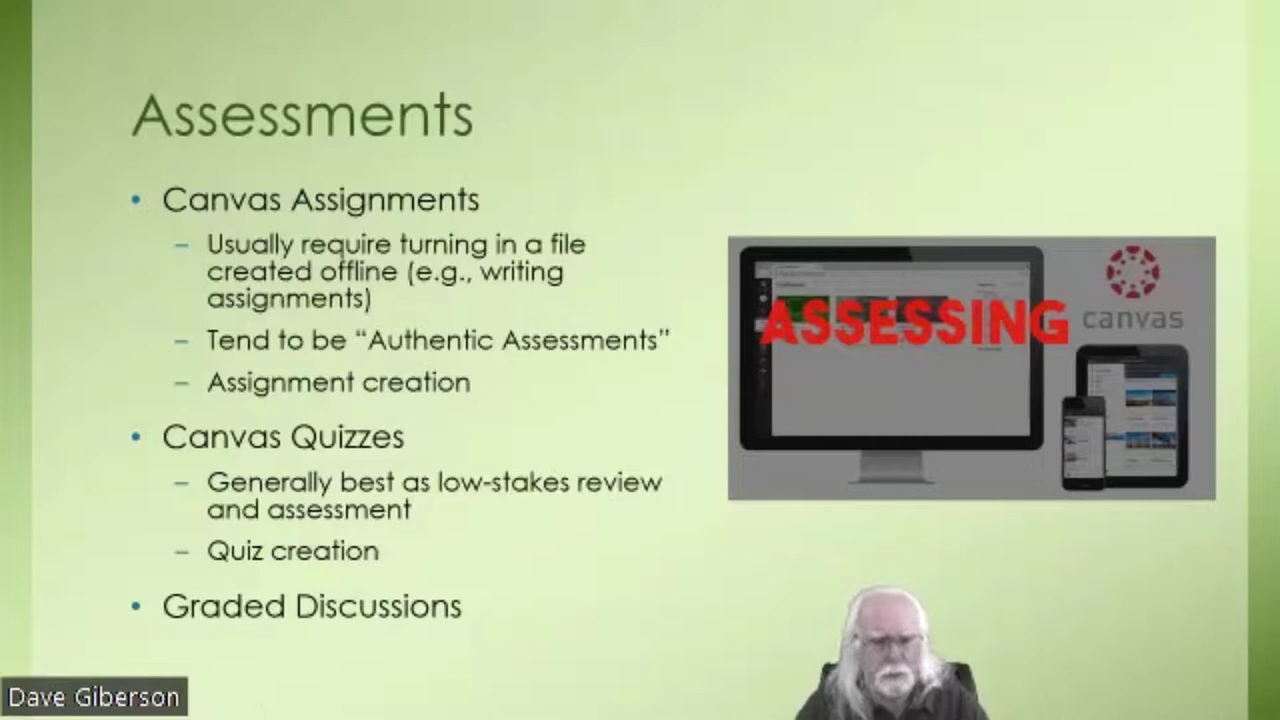 Assessments
• Canvas Assignments
– Usually require turning in a file
created offline (e.g., writing
assignments)
– Tend to be “Authentic Assessments”
– Assignment creation
• Canvas Quizzes
– Generally best as low-stakes review
and assessment
– Quiz creation
• Graded Discussions
ASSESSING
canvas
Dave Giberson